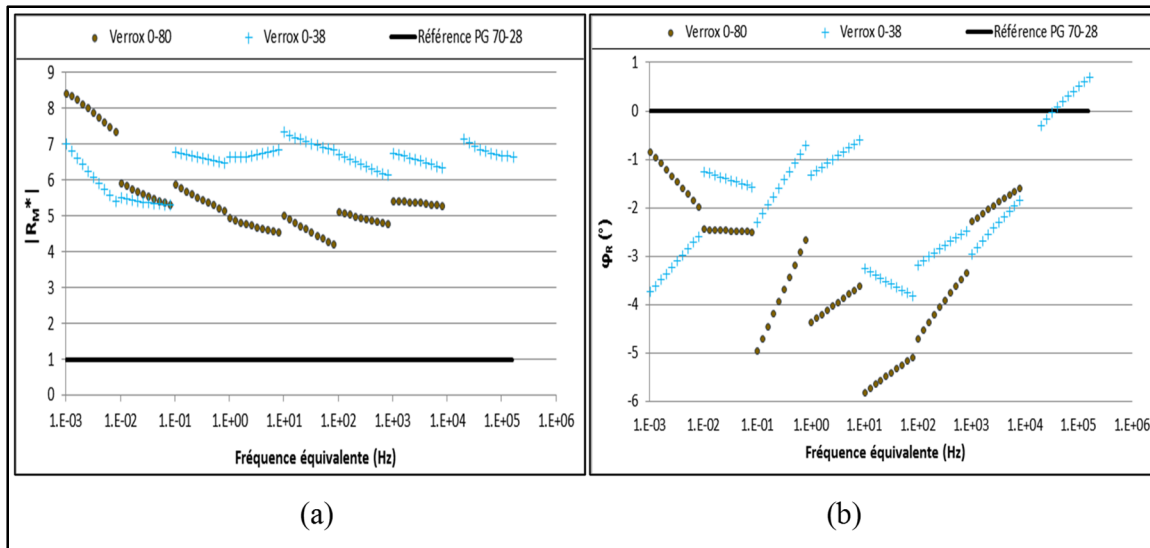 Verrox 0-80 Verrox 0-38 Référence PG 70-28
|R_M*|
9
8
7
6
5
4
3
2
1
0
1.E-03 1.E-02 1.E-01 1.E+00 1.E+01 1.E+02 1.E+03 1.E+04 1.E+05 1.E+06
Fréquence équivalente (Hz)
(a)
Verrox 0-80 Verrox 0-38 Référence PG 70-28
φ_R (°)
1
0
-1
-2
-3
-4
-5
-6
1.E-03 1.E-02 1.E-01 1.E+00 1.E+01 1.E+02 1.E+03 1.E+04 1.E+05 1.E+06
Fréquence équivalente (Hz)
(b)